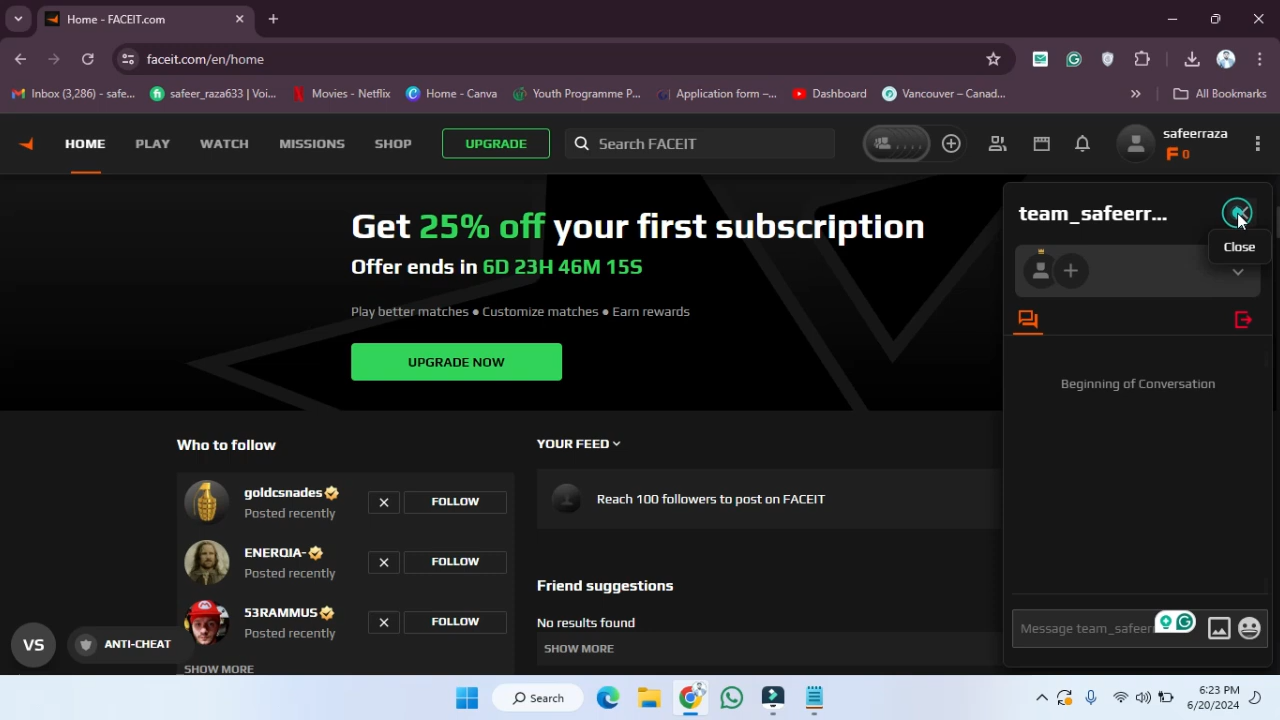 Home - FACEIT.com
faceit.com/en/home
Inbox (3,286) - safe...
safeer_raza633 | Voi...
Movies - Netflix
Home - Canva
Youth Programme P...
Application form –...
Dashboard
Vancouver – Canad...
All Bookmarks
HOME
PLAY
WATCH
MISSIONS
SHOP
UPGRADE
Search FACEIT
safeerraza
0
Get 25% off your first subscription
Offer ends in 6D 23H 46M 15S
Play better matches ● Customize matches ● Earn rewards
UPGRADE NOW
team_safeerr...
Close
Beginning of Conversation
Who to follow
goldcsnades
Posted recently
FOLLOW
ENERQIA-
Posted recently
FOLLOW
53RAMMUS
Posted recently
FOLLOW
SHOW MORE
YOUR FEED
Reach 100 followers to post on FACEIT
Friend suggestions
No results found
SHOW MORE
Message team_safeerr
VS
ANTI-CHEAT
Search
6:23 PM
6/20/2024